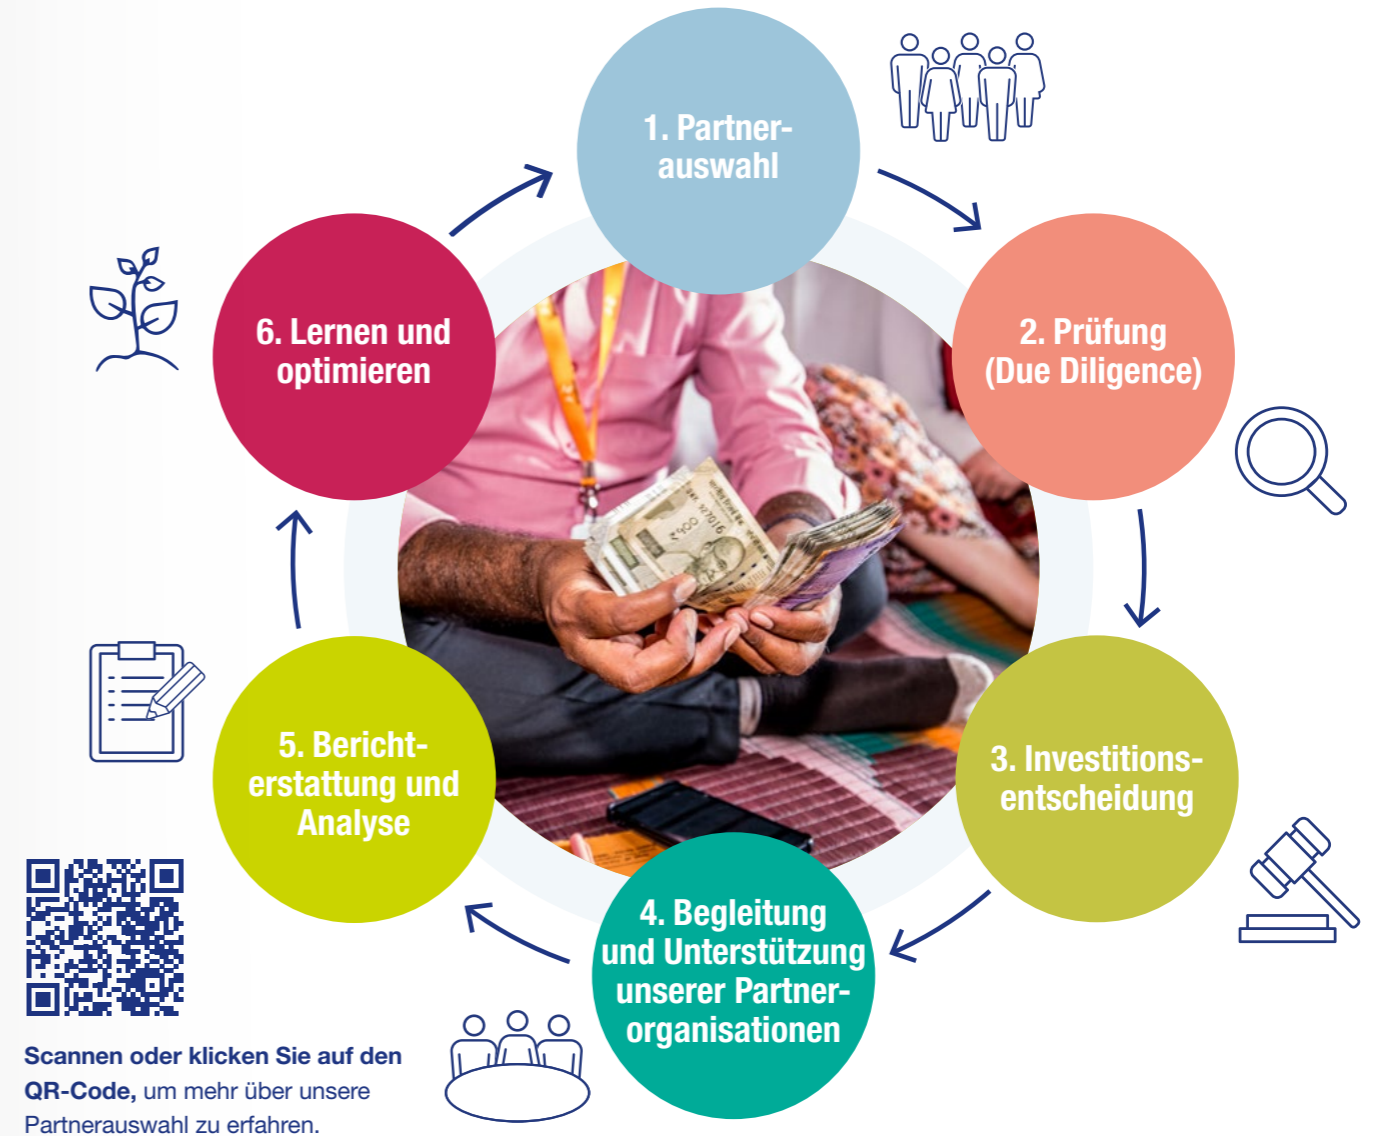 1. Partner-
auswahl
2. Prüfung
(Due Diligence)
3. Investitions-
entscheidung
4. Begleitung
und Unterstützung
unserer Partner-
organisationen
5. Bericht-
erstattung und
Analyse
6. Lernen und
optimieren
Scannen oder klicken Sie auf den
QR-Code, um mehr über unsere
Partnerauswahl zu erfahren.